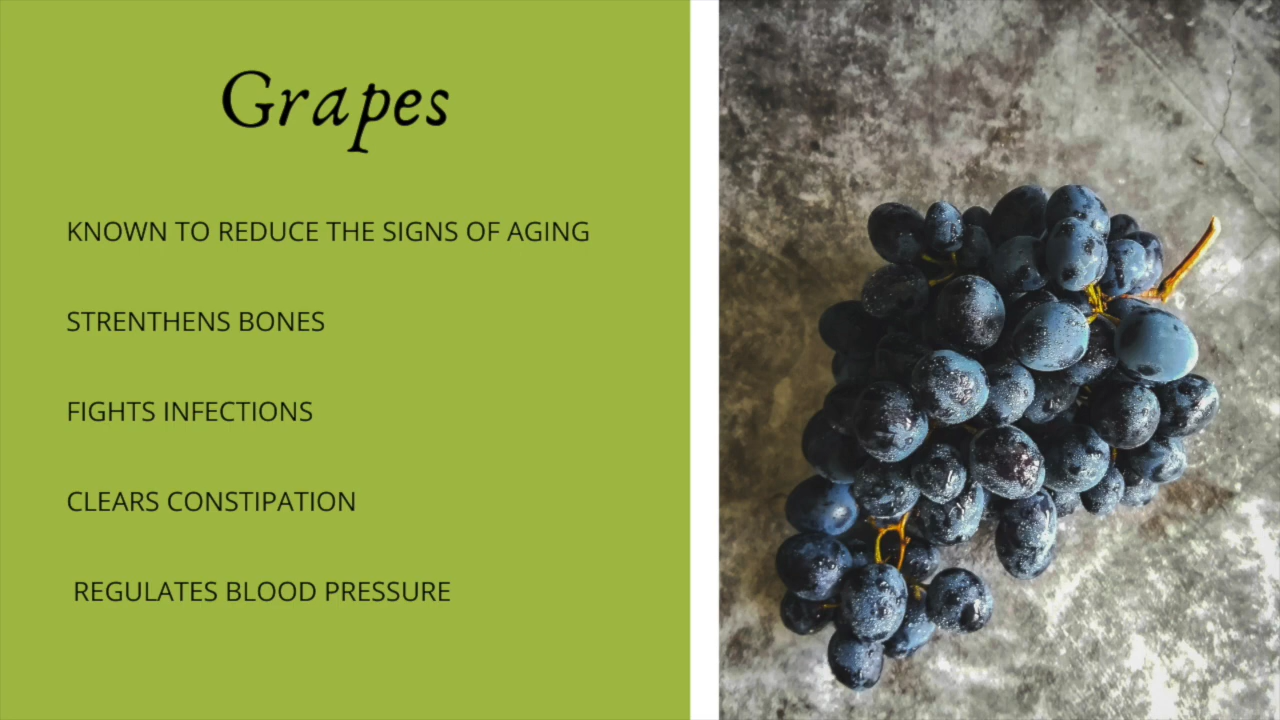 Grapes
KNOWN TO REDUCE THE SIGNS OF AGING
STRENTHENS BONES
FIGHTS INFECTIONS
CLEARS CONSTIPATION
REGULATES BLOOD PRESSURE